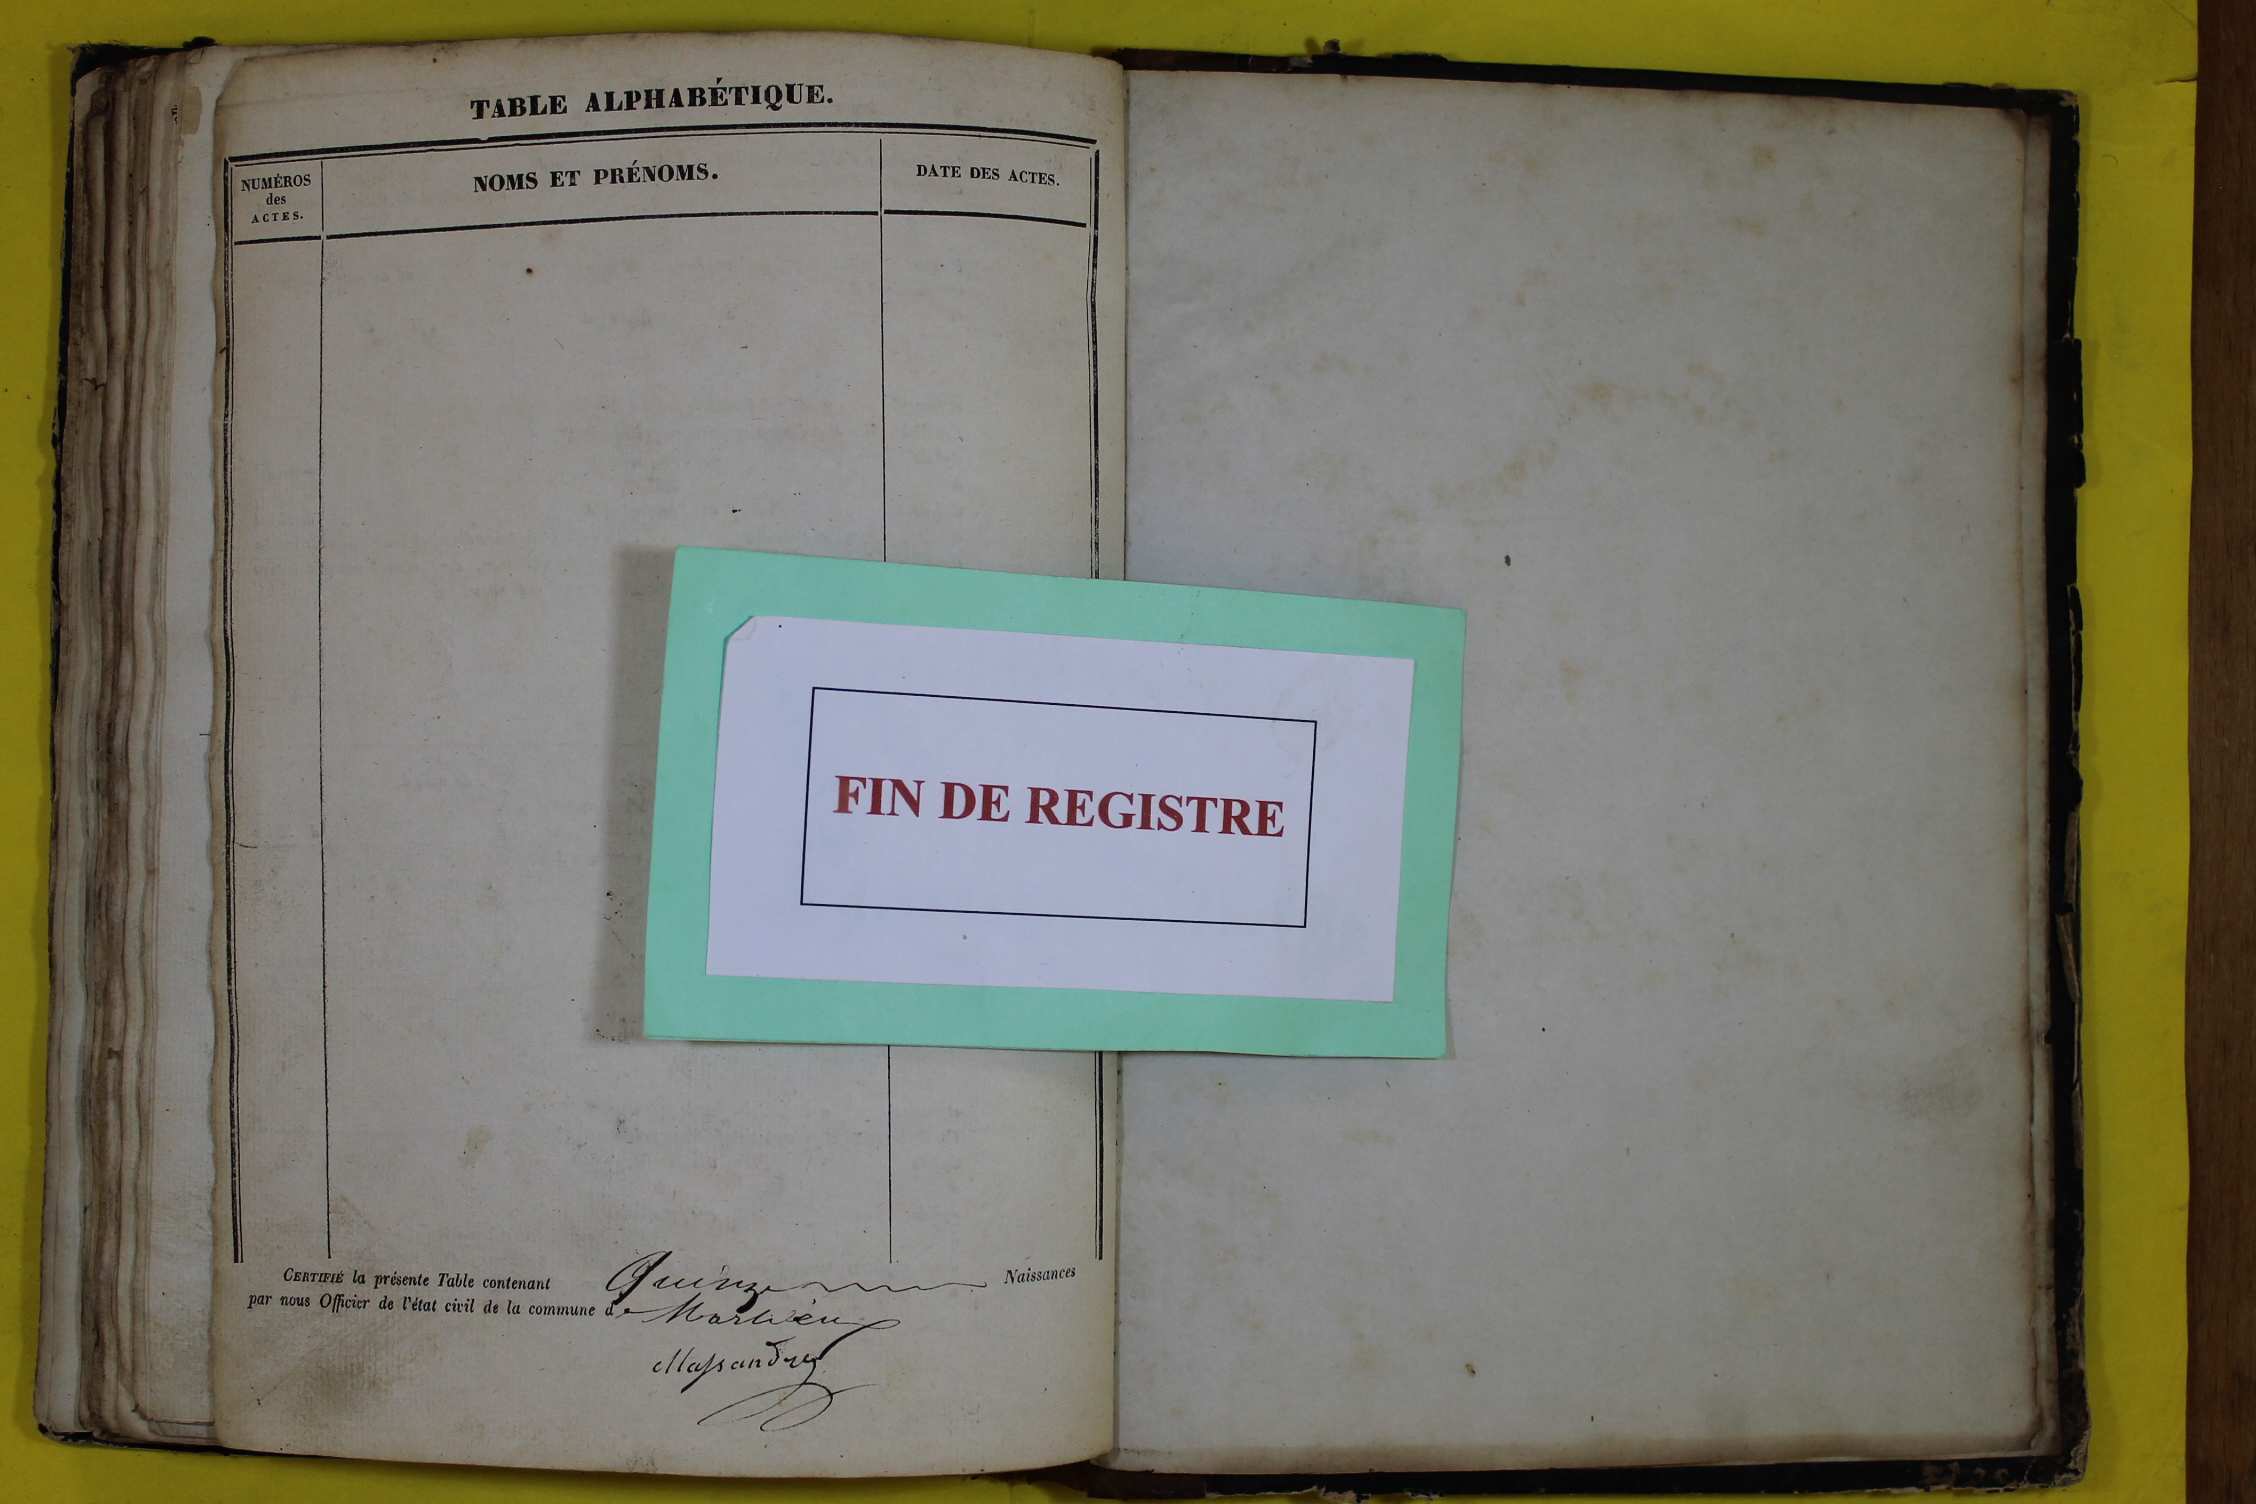 TABLE ALPHABÉTIQUE.
NUMÉROS
des
ACTES.
NOMS ET PRÉNOMS.
DATE DES ACTES.
FIN DE REGISTRE
CERTIFIÉ la présente Table contenant Quinze Naissances
par nous Officier de l'état civil de la commune de